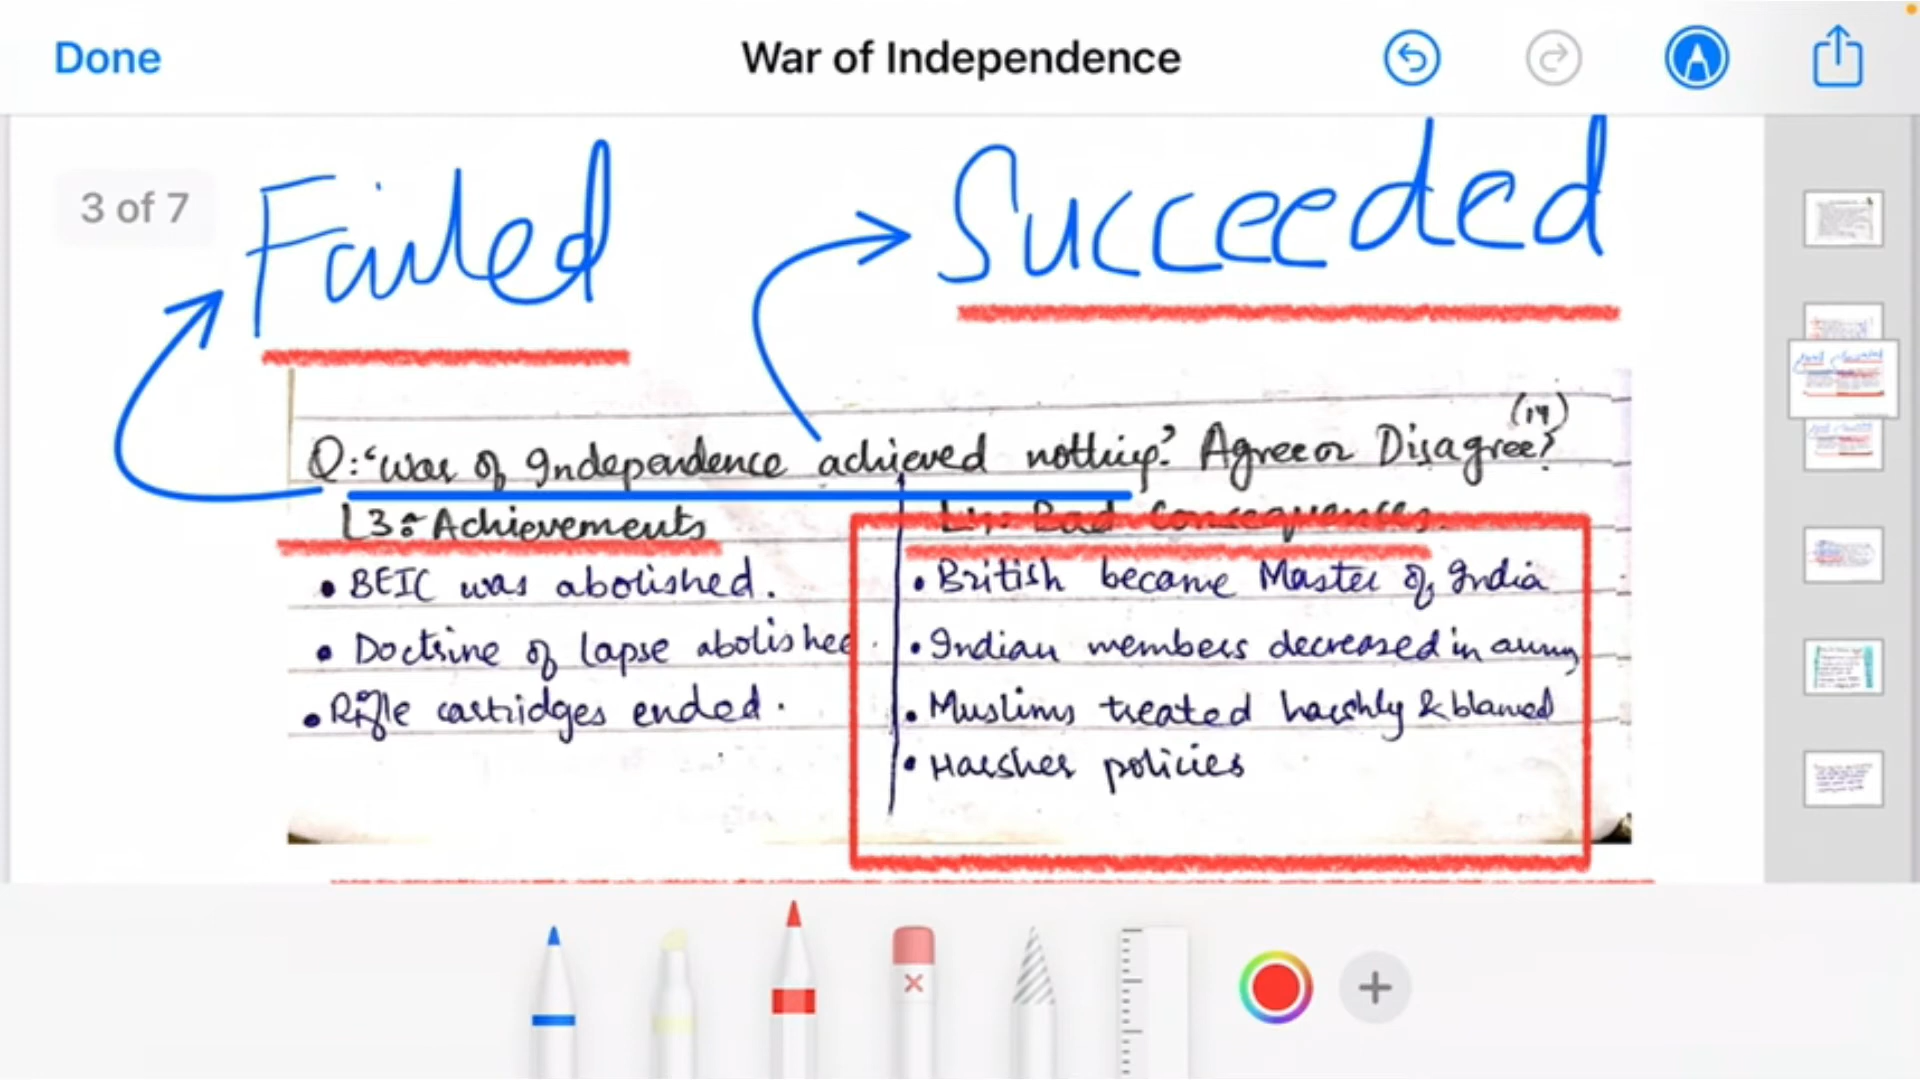 Done
War of Independence
3 of 7
Failed
Succeeded
(14)
Q: 'War of Independence achieved nothing.' Agree or Disagree?
L3: Achievements
• BEIC was abolished.
• Doctrine of lapse abolished.
• Rifle cartridges ended.
L4: Bad Consequences.
• British became Master of India
• Indian members decreased in army
• Muslims treated harshly & blamed
• Harsher policies